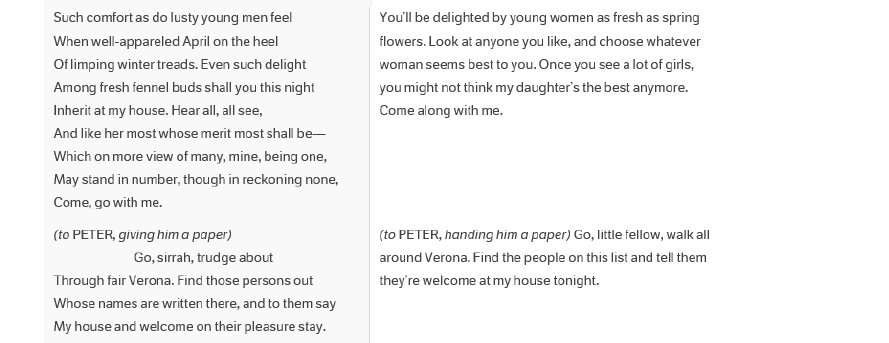 Such comfort as do lusty young men feel
When well-appareled April on the heel
Of limping winter treads. Even such delight
Among fresh fennel buds shall you this night
Inherit at my house. Hear all, all see,
And like her most whose merit most shall be—
Which on more view of many, mine, being one,
May stand in number, though in reckoning none,
Come, go with me.
(to PETER, giving him a paper)
Go, sirrah, trudge about
Through fair Verona. Find those persons out
Whose names are written there, and to them say
My house and welcome on their pleasure stay.
You'll be delighted by young women as fresh as spring
flowers. Look at anyone you like, and choose whatever
woman seems best to you. Once you see a lot of girls,
you might not think my daughter's the best anymore.
Come along with me.
(to PETER, handing him a paper) Go, little fellow, walk all
around Verona. Find the people on this list and tell them
they're welcome at my house tonight.